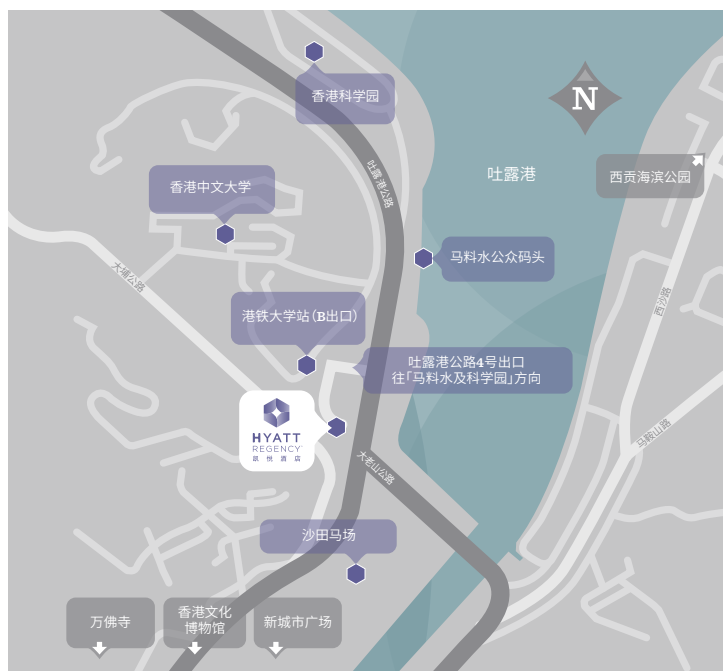 香港科学园
N
吐露港公路
吐露港
西贡海滨公园
香港中文大学
马料水公众码头
大埔公路
西沙路
港铁大学站（B出口）
吐露港公路4号出口
往「马料水及科学园」方向
HYATT
REGENCY
凯悦酒店
马鞍山路
大老山公路
沙田马场
万佛寺
香港文化
博物馆
新城市广场